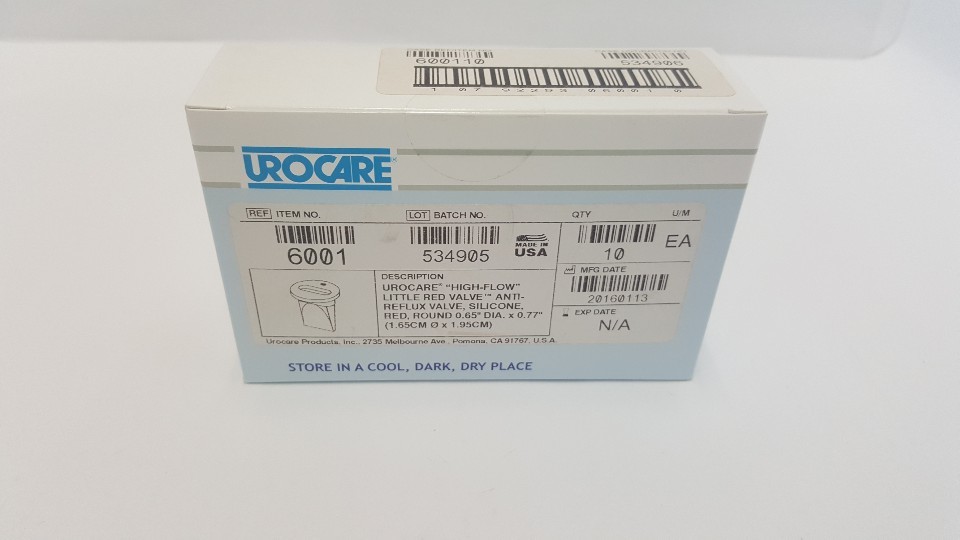 600110 534906
UROCARE®
REF ITEM NO. LOT BATCH NO. QTY U/M
6001 534905 MADE IN USA 10 EA
MFG DATE
20160113
EXP DATE
N/A
DESCRIPTION
UROCARE® "HIGH-FLOW"
LITTLE RED VALVE™ ANTI-
REFLUX VALVE, SILICONE,
RED, ROUND 0.65" DIA. x 0.77"
(1.65CM Ø x 1.95CM)
Urocare Products, Inc., 2735 Melbourne Ave., Pomona, CA 91767, U.S.A.
STORE IN A COOL, DARK, DRY PLACE